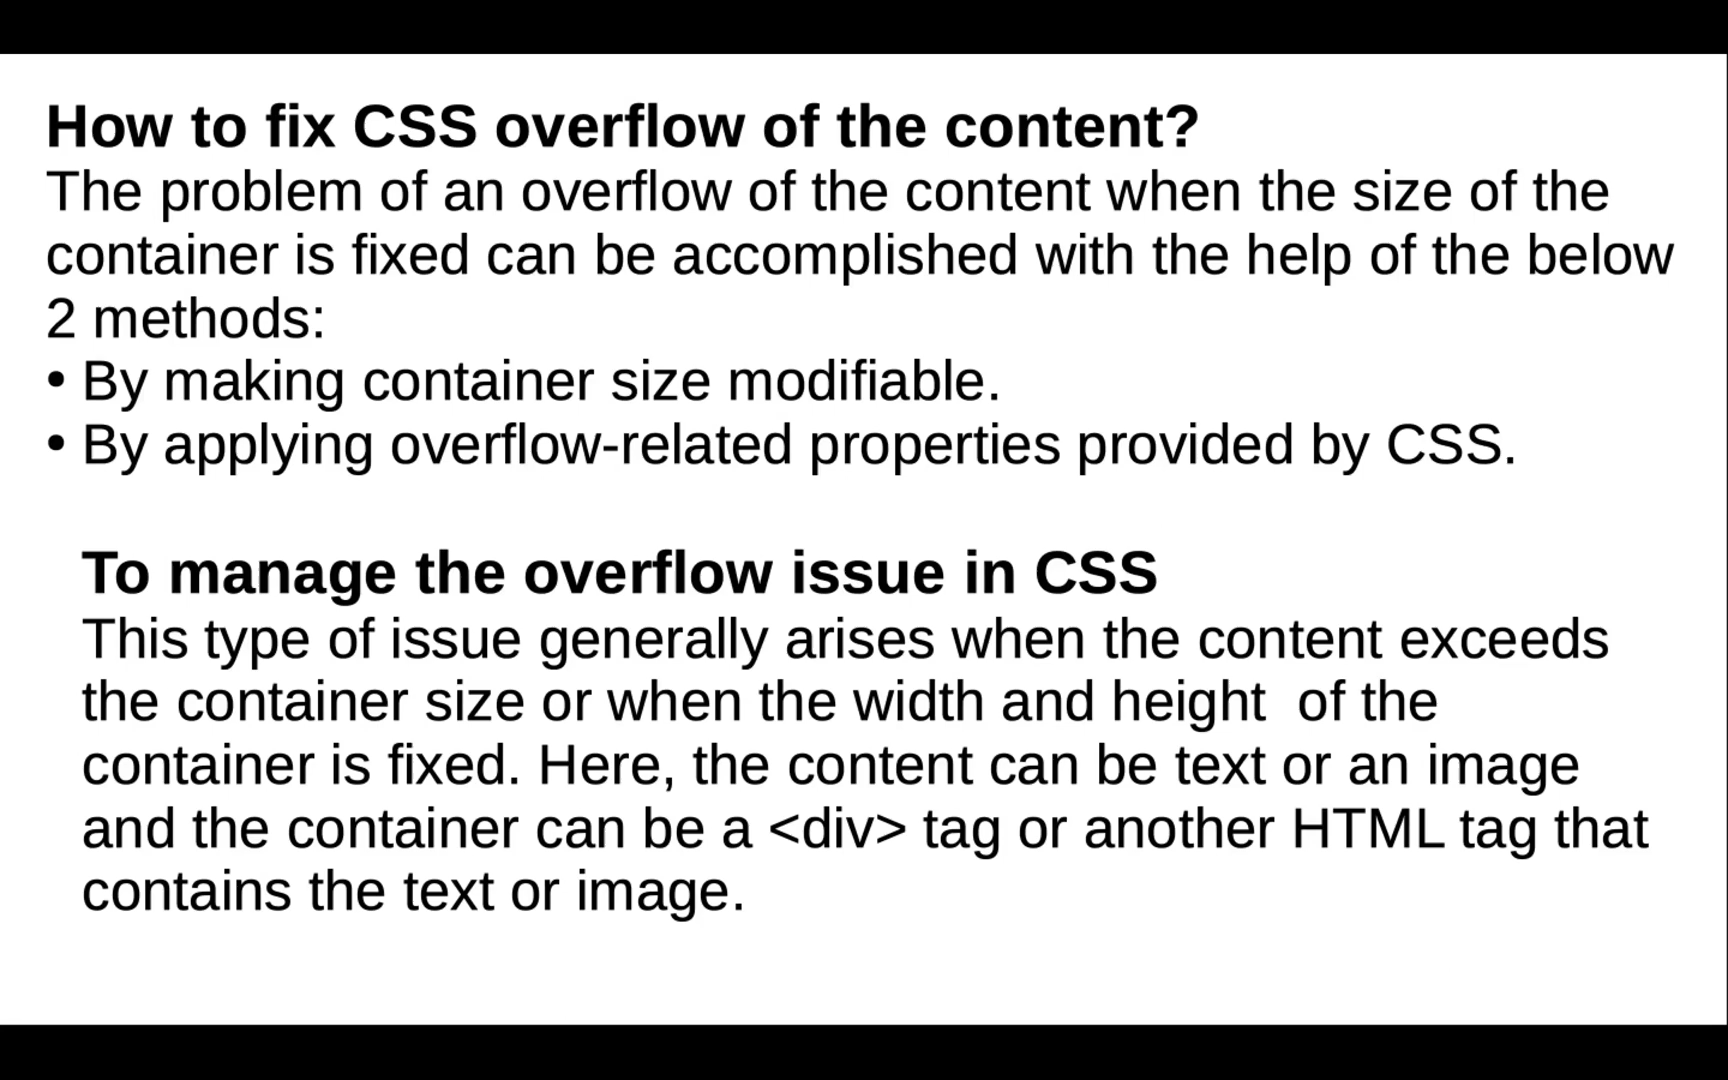 How to fix CSS overflow of the content?
The problem of an overflow of the content when the size of the
container is fixed can be accomplished with the help of the below
2 methods:
• By making container size modifiable.
• By applying overflow-related properties provided by CSS.
To manage the overflow issue in CSS
This type of issue generally arises when the content exceeds
the container size or when the width and height  of the
container is fixed. Here, the content can be text or an image
and the container can be a <div> tag or another HTML tag that
contains the text or image.